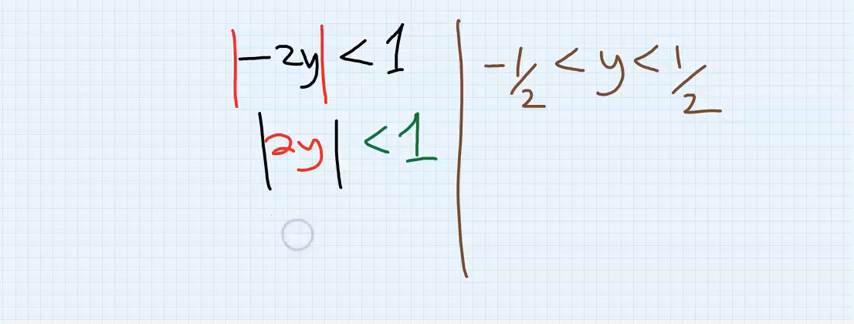 |-2y| < 1
|2y| < 1
-1/2 < y < 1/2